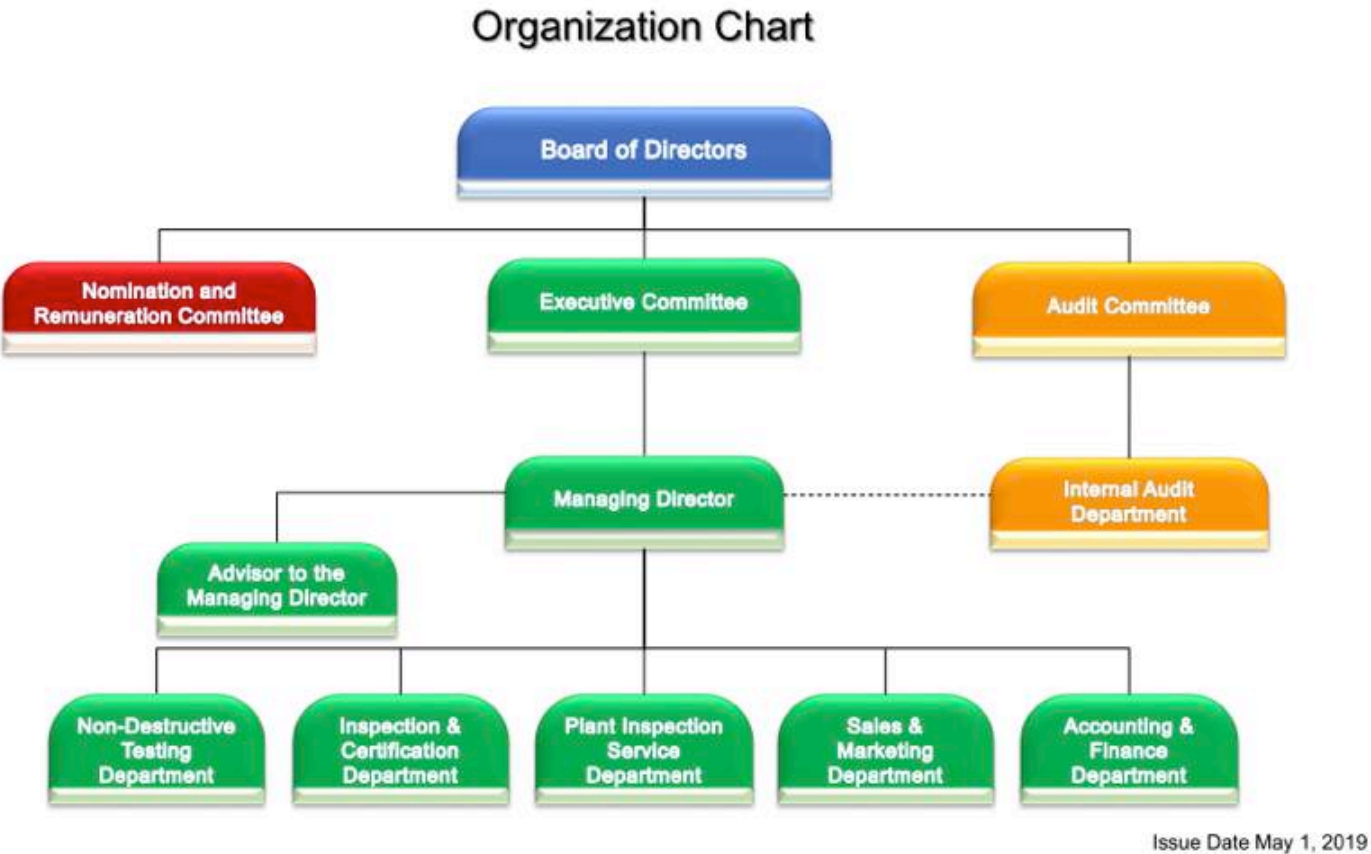 Organization Chart
Board of Directors
Nomination and
Remuneration Committee
Executive Committee
Audit Committee
Managing Director
Internal Audit
Department
Advisor to the
Managing Director
Non-Destructive
Testing
Department
Inspection &
Certification
Department
Plant Inspection
Service
Department
Sales &
Marketing
Department
Accounting &
Finance
Department
Issue Date May 1, 2019